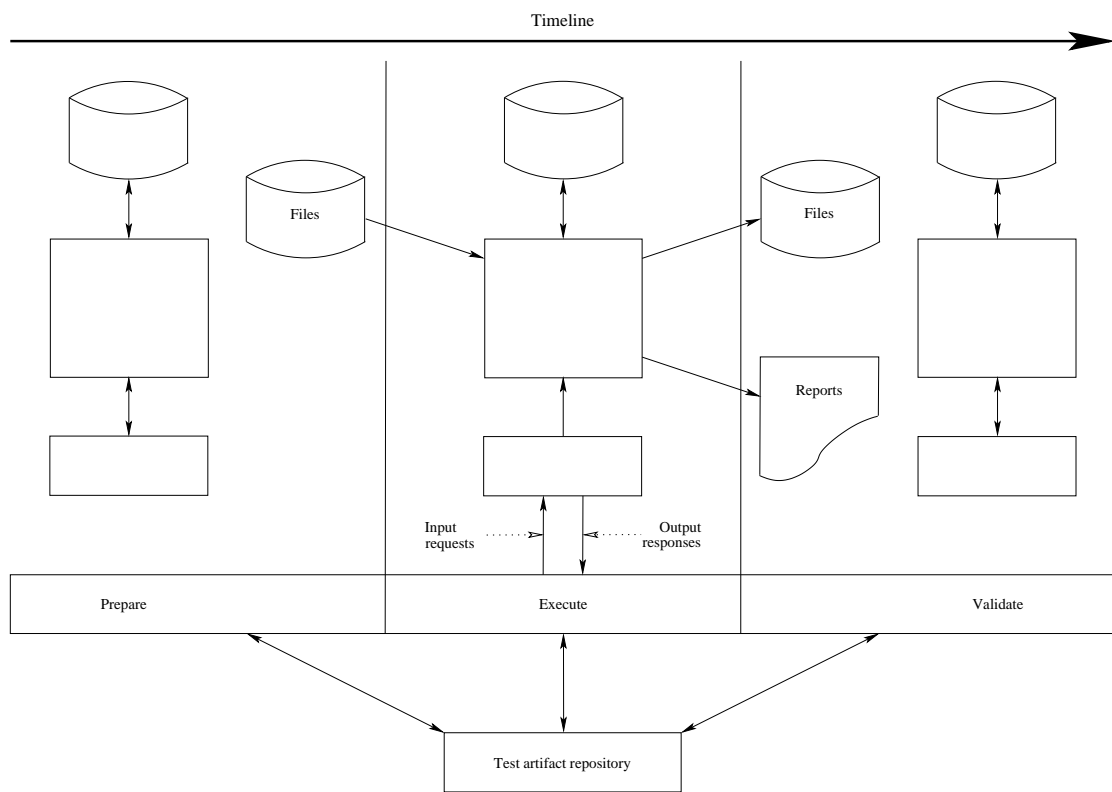 Timeline
Files
Files
Reports
Input
requests
Output
responses
Prepare
Execute
Validate
Test artifact repository